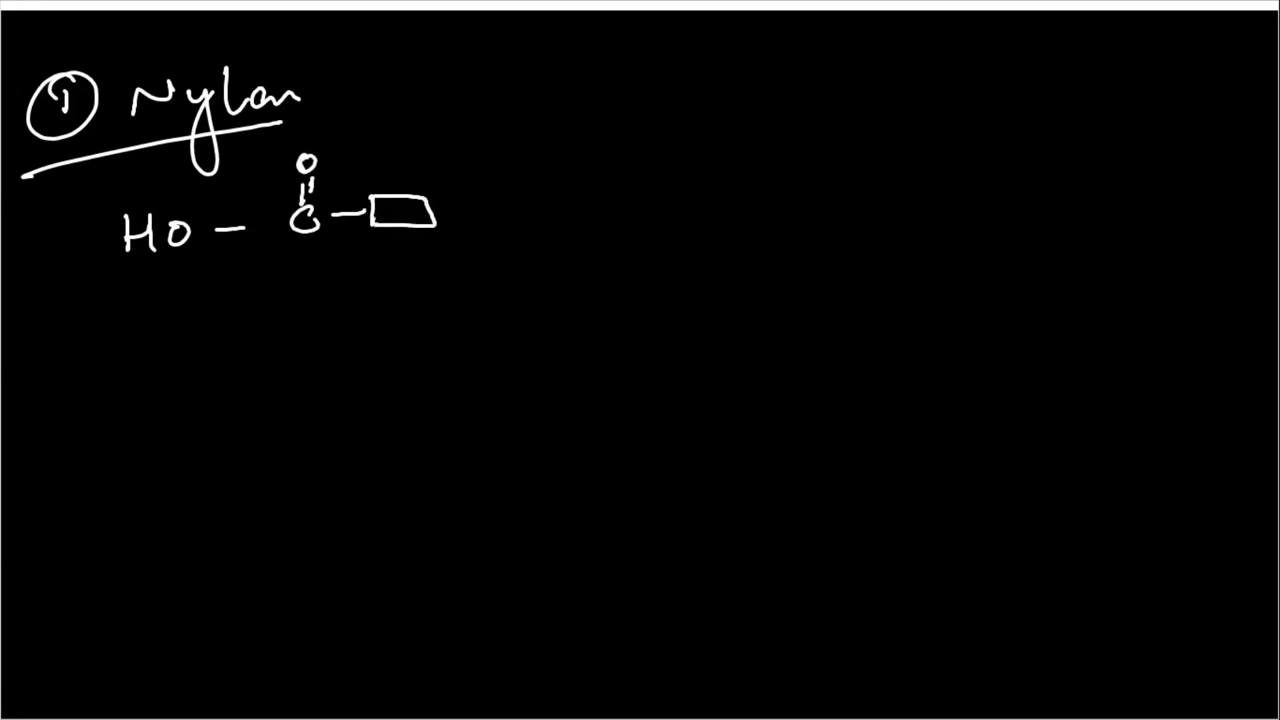 ① Nylon
O
||
HO - C - □